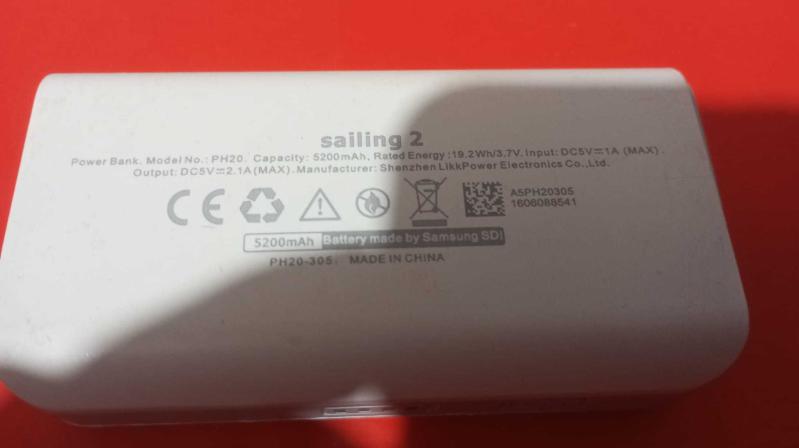 sailing 2
Power Bank. Model No.: PH20. Capacity: 5200mAh, Rated Energy :19.2Wh/3.7V. Input: DC5V⎓1A (MAX).
Output: DC5V⎓2.1A(MAX). Manufacturer: Shenzhen LikkPower Electronics Co.,Ltd.
CE
A5PH20305
1606088541
5200mAh Battery made by Samsung SDI
PH20-305. MADE IN CHINA